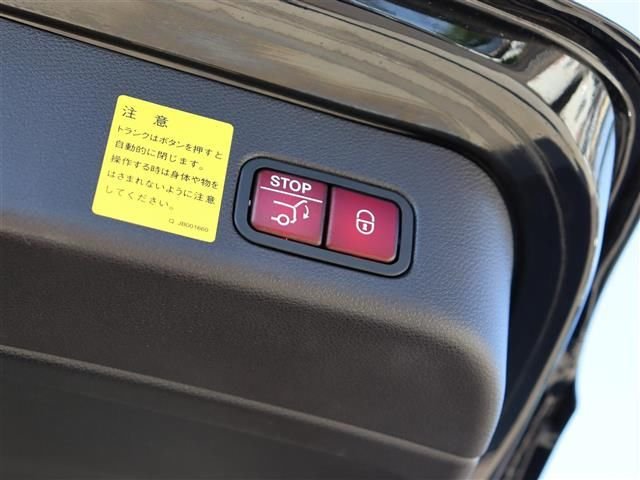 注意
トランクはボタンを押すと
自動的に閉じます。
操作する時は身体や物を
はさまれないように注意
してください。
Q JB001660
STOP